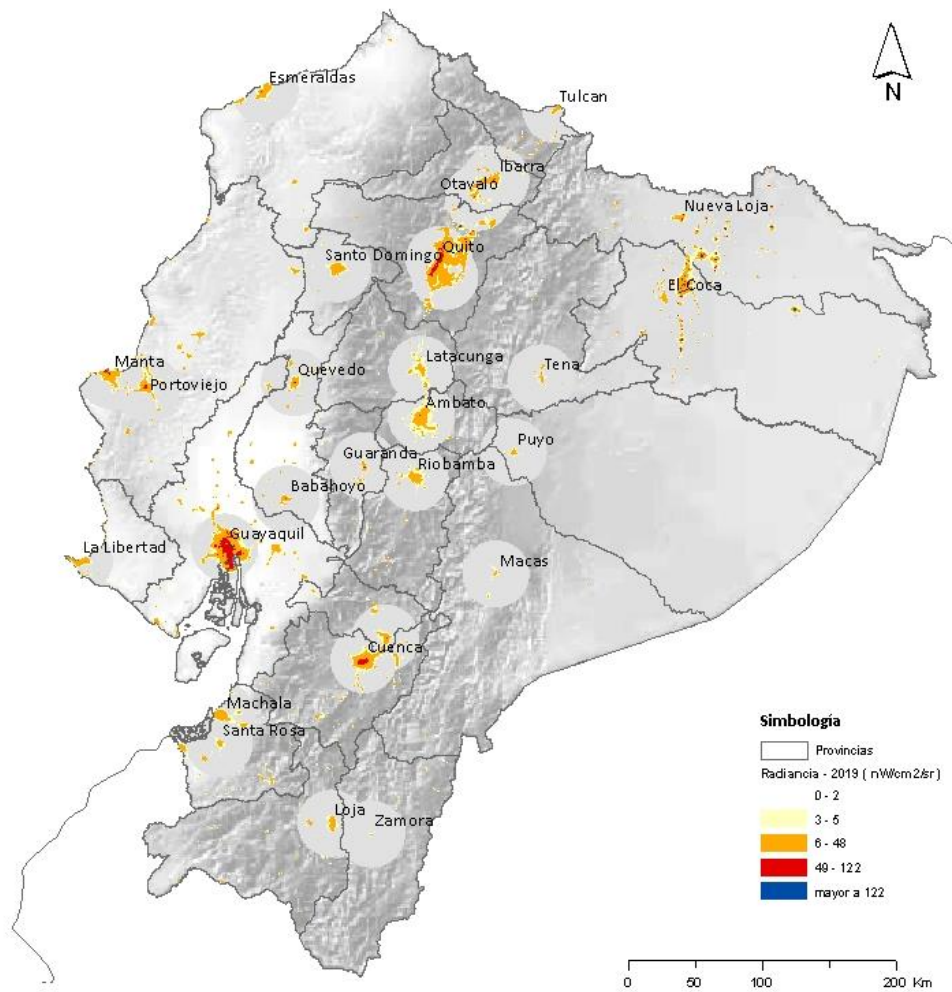 Esmeraldas
Tulcan
N
Ibarra
Otavalo
Nueva Loja
Quito
Santo Domingo
El Coca
Manta
Portoviejo
Quevedo
Latacunga
Tena
Ambato
Puyo
Guaranda
Riobamba
Babahoyo
Guayaquil
La Libertad
Macas
Cuenca
Machala
Santa Rosa
Loja
Zamora
Simbología
Provincias
Radiancia - 2019 ( nW/cm2/sr )
0 - 2
3 - 5
6 - 48
49 - 122
mayor a 122
0 50 100 200 Km